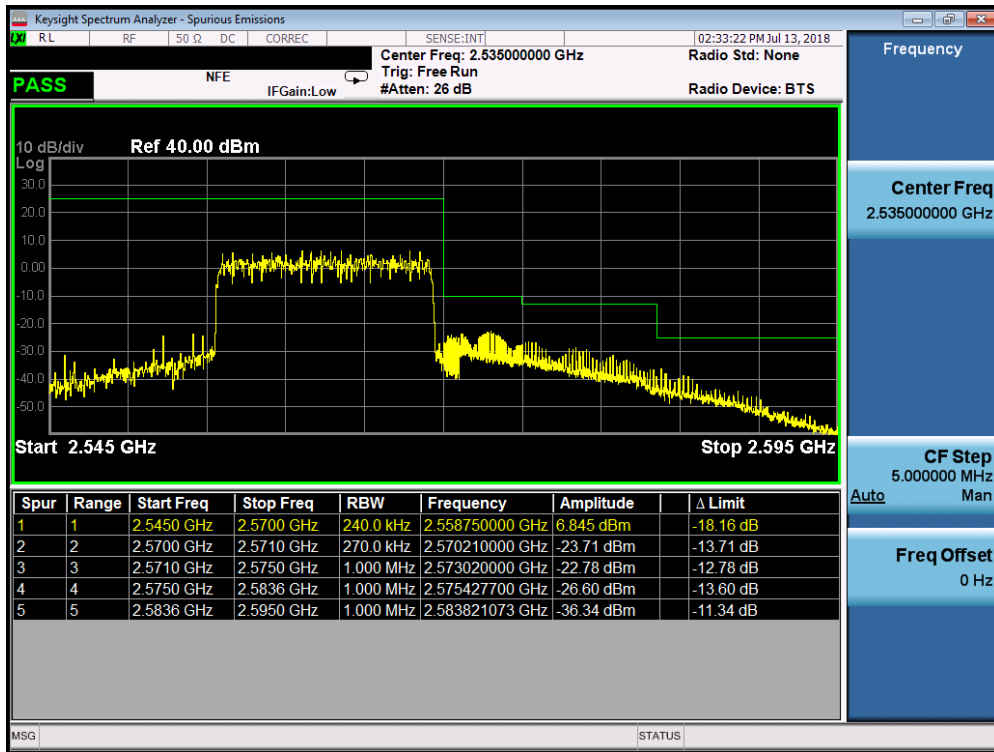 Keysight Spectrum Analyzer - Spurious Emissions
LXI RL RF 50 Ω DC CORREC SENSE:INT 02:33:22 PM Jul 13, 2018
Center Freq: 2.535000000 GHz Radio Std: None
Trig: Free Run
PASS NFE IFGain:Low #Atten: 26 dB Radio Device: BTS
Frequency
10 dB/div Ref 40.00 dBm
Log
30.0
20.0
10.0
0.00
-10.0
-20.0
-30.0
-40.0
-50.0
Start 2.545 GHz Stop 2.595 GHz
Center Freq
2.535000000 GHz
CF Step
5.000000 MHz
Auto Man
Freq Offset
0 Hz
Spur Range Start Freq Stop Freq RBW Frequency Amplitude Δ Limit
1 1 2.5450 GHz 2.5700 GHz 240.0 kHz 2.558750000 GHz 6.845 dBm -18.16 dB
2 2 2.5700 GHz 2.5710 GHz 270.0 kHz 2.570210000 GHz -23.71 dBm -13.71 dB
3 3 2.5710 GHz 2.5750 GHz 1.000 MHz 2.573020000 GHz -22.78 dBm -12.78 dB
4 4 2.5750 GHz 2.5836 GHz 1.000 MHz 2.575427700 GHz -26.60 dBm -13.60 dB
5 5 2.5836 GHz 2.5950 GHz 1.000 MHz 2.583821073 GHz -36.34 dBm -11.34 dB
MSG STATUS